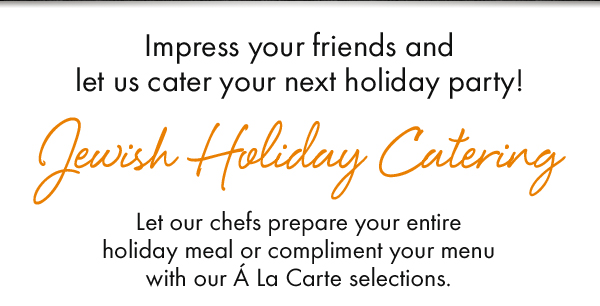 Impress your friends and
let us cater your next holiday party!
Jewish Holiday Catering
Let our chefs prepare your entire
holiday meal or compliment your menu
with our Á La Carte selections.